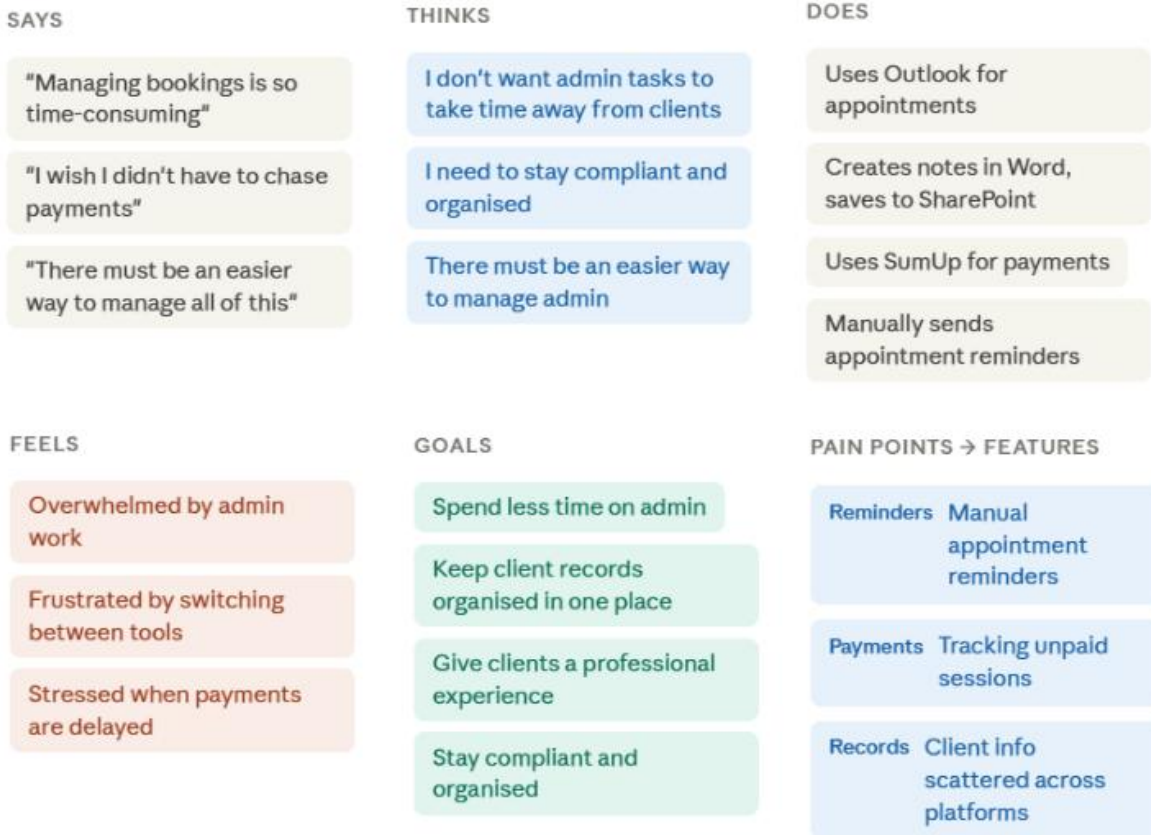 SAYS
"Managing bookings is so
time-consuming"
"I wish I didn't have to chase
payments"
"There must be an easier
way to manage all of this"
THINKS
I don't want admin tasks to
take time away from clients
I need to stay compliant and
organised
There must be an easier way
to manage admin
DOES
Uses Outlook for
appointments
Creates notes in Word,
saves to SharePoint
Uses SumUp for payments
Manually sends
appointment reminders
FEELS
Overwhelmed by admin
work
Frustrated by switching
between tools
Stressed when payments
are delayed
GOALS
Spend less time on admin
Keep client records
organised in one place
Give clients a professional
experience
Stay compliant and
organised
PAIN POINTS → FEATURES
Reminders Manual
appointment
reminders
Payments Tracking unpaid
sessions
Records Client info
scattered across
platforms